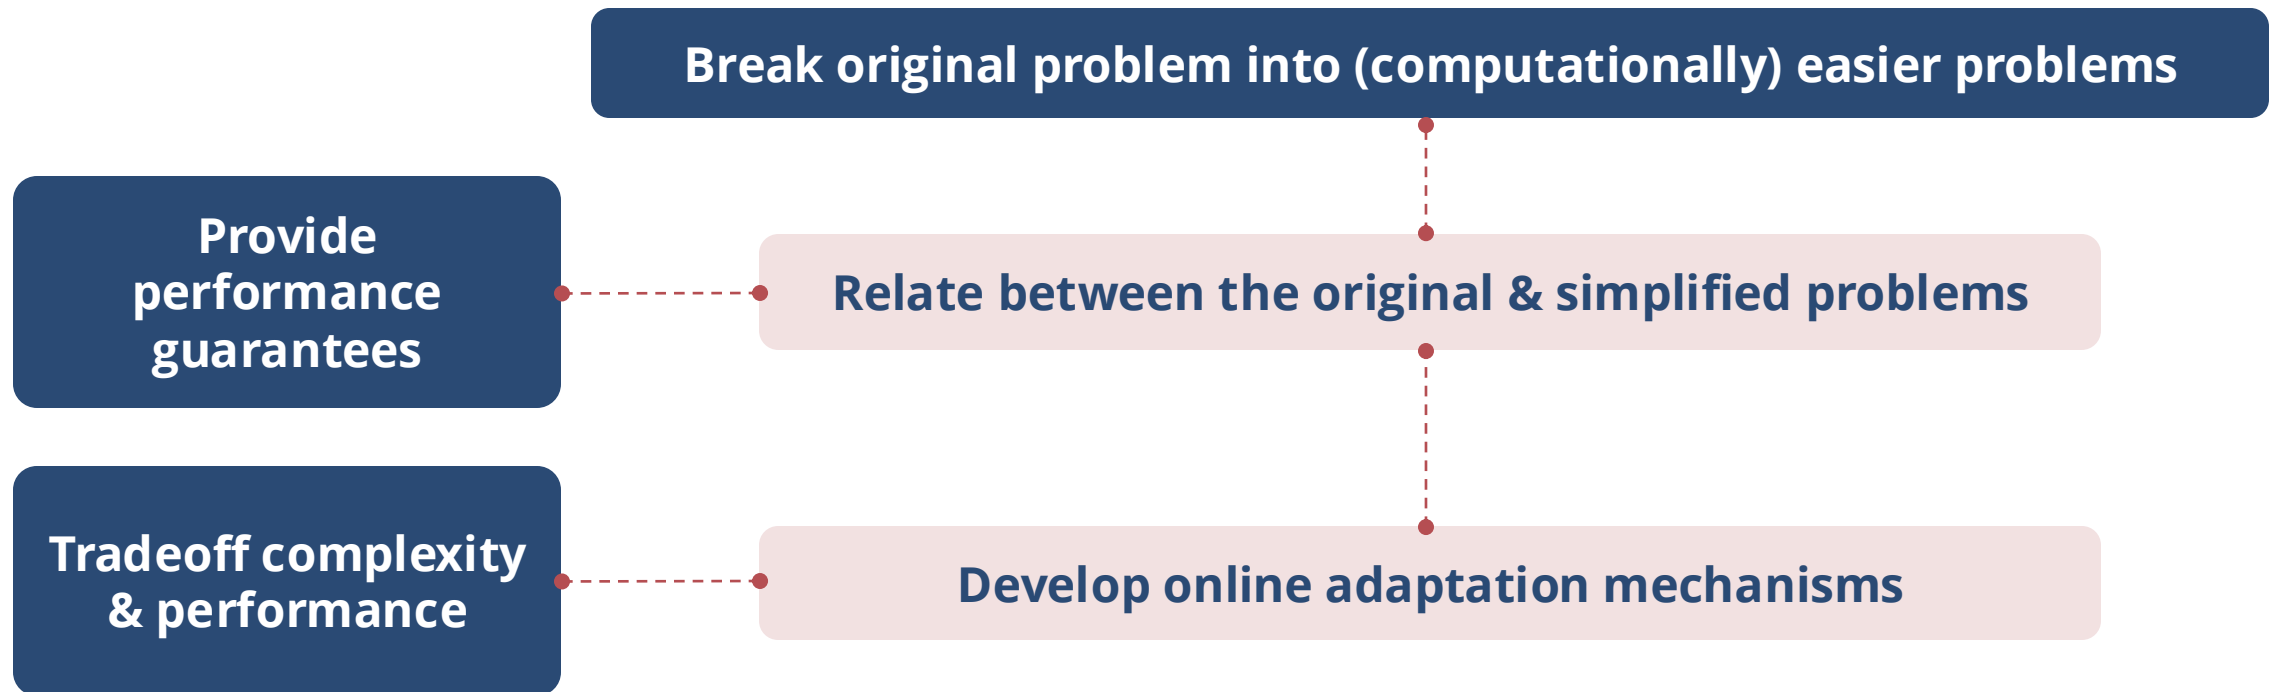 Break original problem into (computationally) easier problems
Provide
performance
guarantees
Relate between the original & simplified problems
Tradeoff complexity
& performance
Develop online adaptation mechanisms